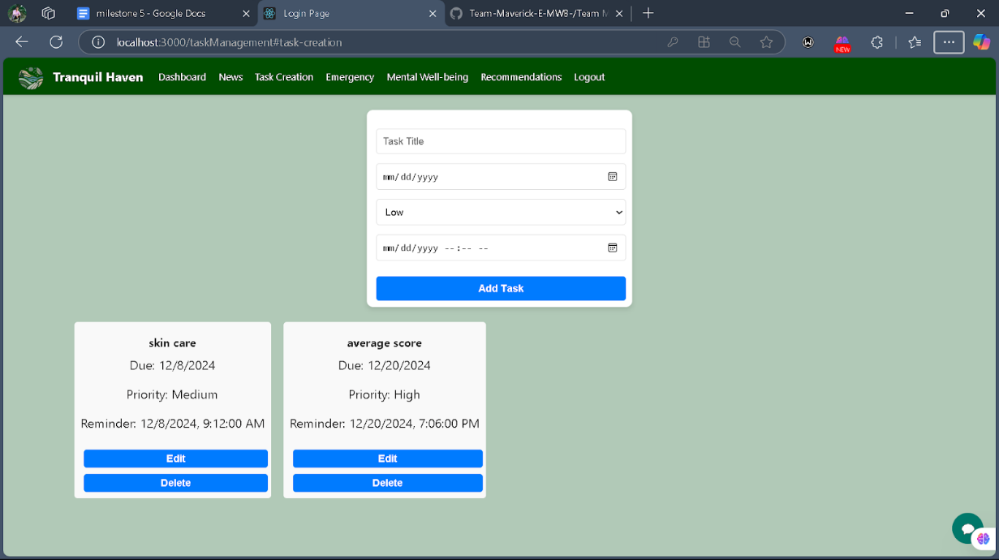 milestone 5 - Google Docs
Login Page
Team-Maverick-E-MWB-/Team M
localhost:3000/taskManagement#task-creation
NEW
Tranquil Haven Dashboard News Task Creation Emergency Mental Well-being Recommendations Logout
Task Title
mm/dd/yyyy
Low
mm/dd/yyyy --:-- --
Add Task
skin care
Due: 12/8/2024
Priority: Medium
Reminder: 12/8/2024, 9:12:00 AM
Edit
Delete
average score
Due: 12/20/2024
Priority: High
Reminder: 12/20/2024, 7:06:00 PM
Edit
Delete